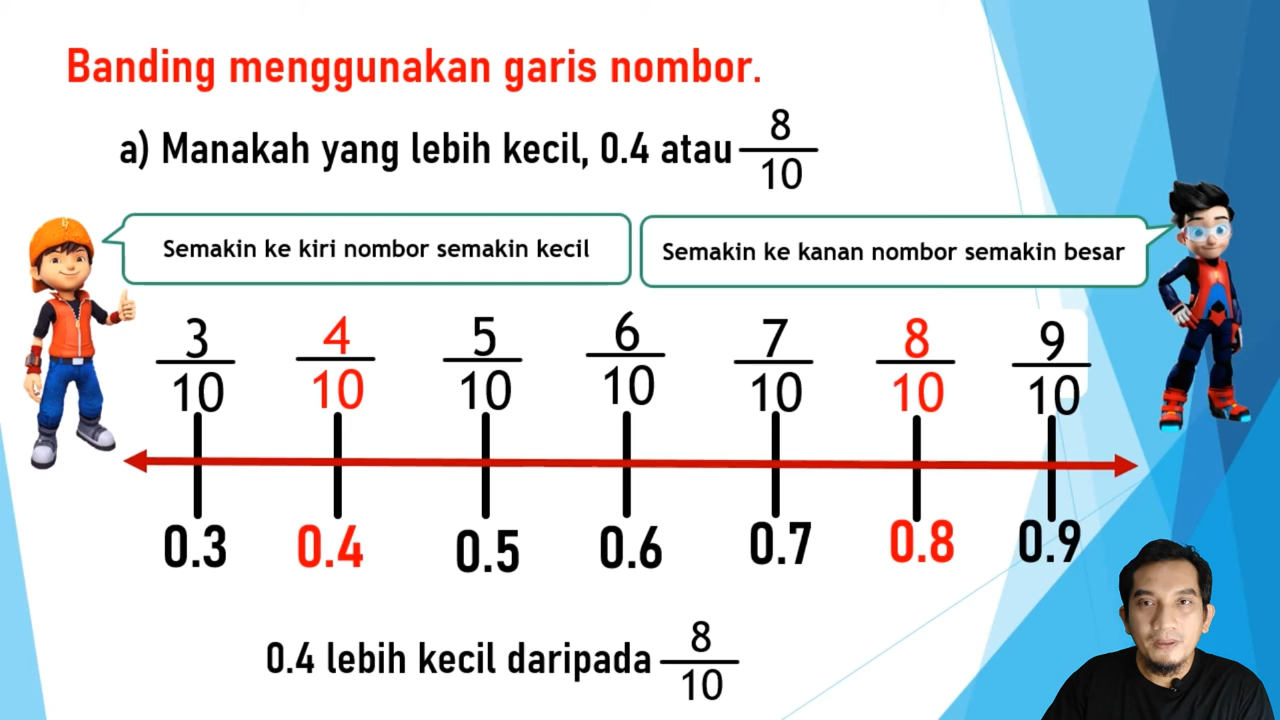 Banding menggunakan garis nombor.
a) Manakah yang lebih kecil, 0.4 atau 8/10
Semakin ke kiri nombor semakin kecil
Semakin ke kanan nombor semakin besar
3/10 4/10 5/10 6/10 7/10 8/10 9/10
0.3 0.4 0.5 0.6 0.7 0.8 0.9
0.4 lebih kecil daripada 8/10